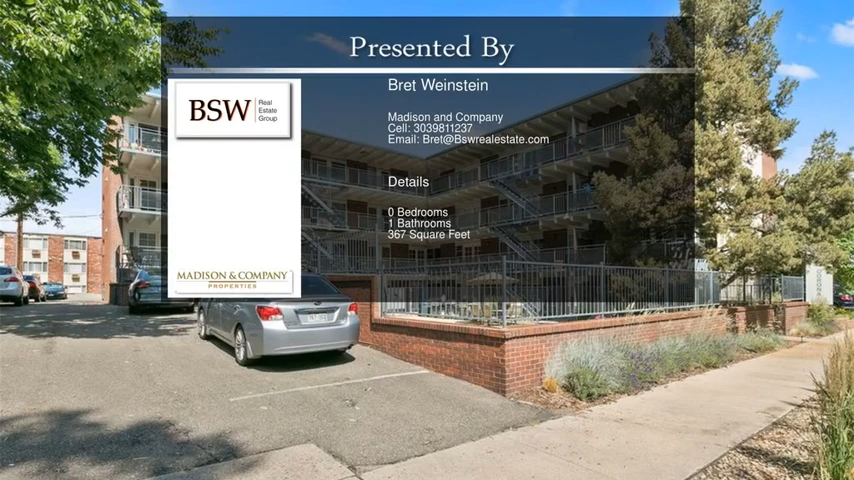 Presented By
BSW
Real
Estate
Group
Bret Weinstein
Madison and Company
Cell: 3039811237
Email: Bret@Bswrealestate.com
Details
0 Bedrooms
1 Bathrooms
367 Square Feet
MADISON & COMPANY
PROPERTIES